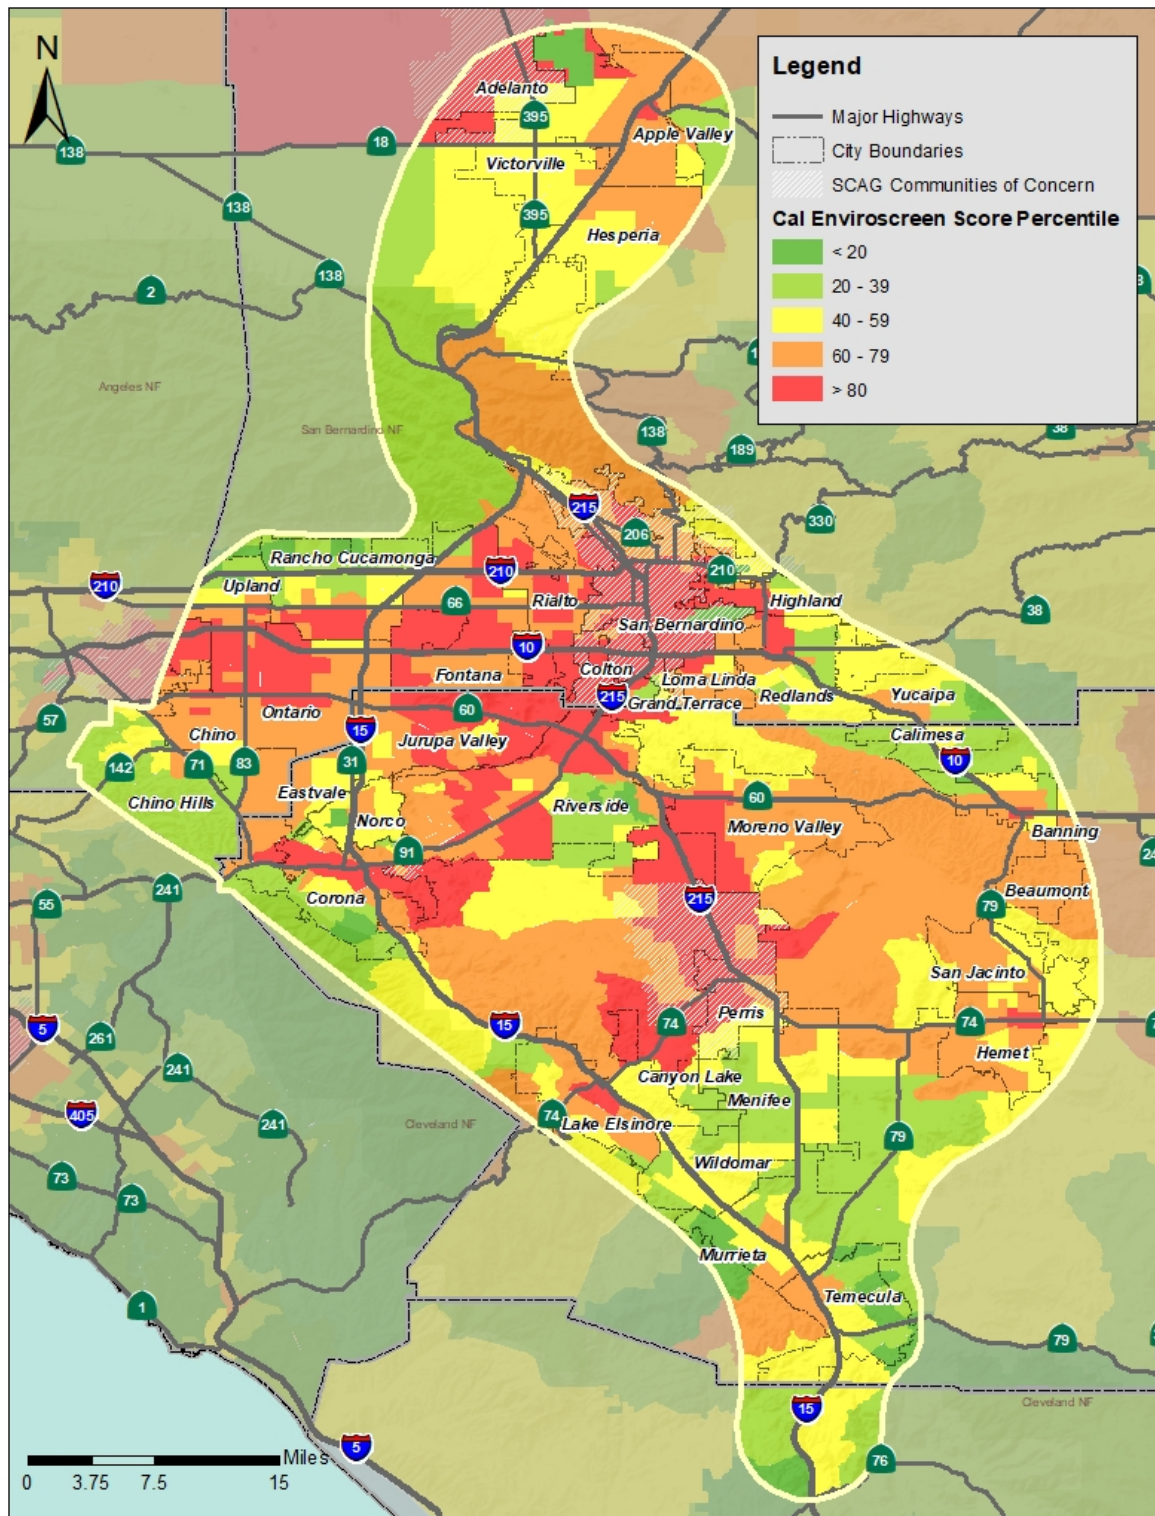 N
Legend
Major Highways
City Boundaries
SCAG Communities of Concern
Cal Enviroscreen Score Percentile
< 20
20 - 39
40 - 59
60 - 79
> 80
Adelanto
395
Apple Valley
138
18
Victorville
138
395
Hesperia
138
2
Angeles NF
San Bernardino NF
138
189
38
215
330
206
Rancho Cucamonga
210
210
210
Upland
66
Rialto
Highland
38
San Bernardino
10
Colton
Fontana
Loma Linda
215
Redlands
Yucaipa
Grand Terrace
57
Ontario
60
Chino
15
Jurupa Valley
Calimesa
142
71
83
31
10
Eastvale
Chino Hills
Riverside
60
Norco
Moreno Valley
Banning
91
241
55
Corona
215
Beaumont
79
San Jacinto
5
15
Perris
74
74
261
Hemet
241
Canyon Lake
405
241
74
Menifee
Cleveland NF
Lake Elsinore
79
73
Wildomar
73
Murrieta
1
Temecula
79
15
Cleveland NF
5
76
Miles
0 3.75 7.5 15